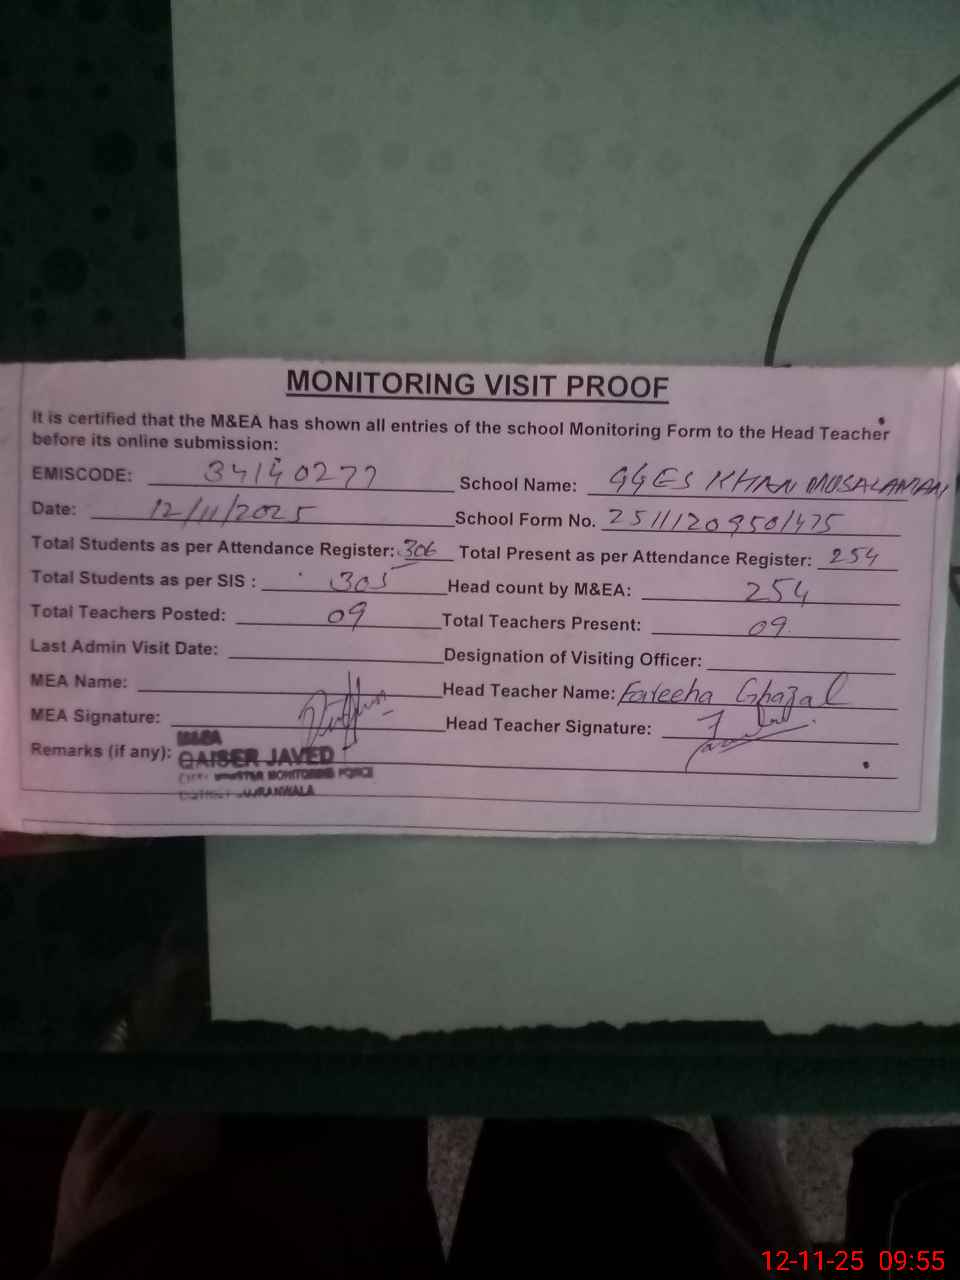 MONITORING VISIT PROOF
It is certified that the M&EA has shown all entries of the school Monitoring Form to the Head Teacher
before its online submission:
EMISCODE: 34140277 School Name: GGES KHAN MUSALAMAN
Date: 12/11/2025 School Form No. 25111209501475
Total Students as per Attendance Register: 306 Total Present as per Attendance Register: 254
Total Students as per SIS : 305 Head count by M&EA: 254
Total Teachers Posted: 09 Total Teachers Present: 09
Last Admin Visit Date: Designation of Visiting Officer:
MEA Name: Head Teacher Name: Fareeha Ghazal
MEA Signature: Head Teacher Signature:
Remarks (if any): M&EA
QAISER JAVED
MONITORING FORCE
12-11-25 09:55